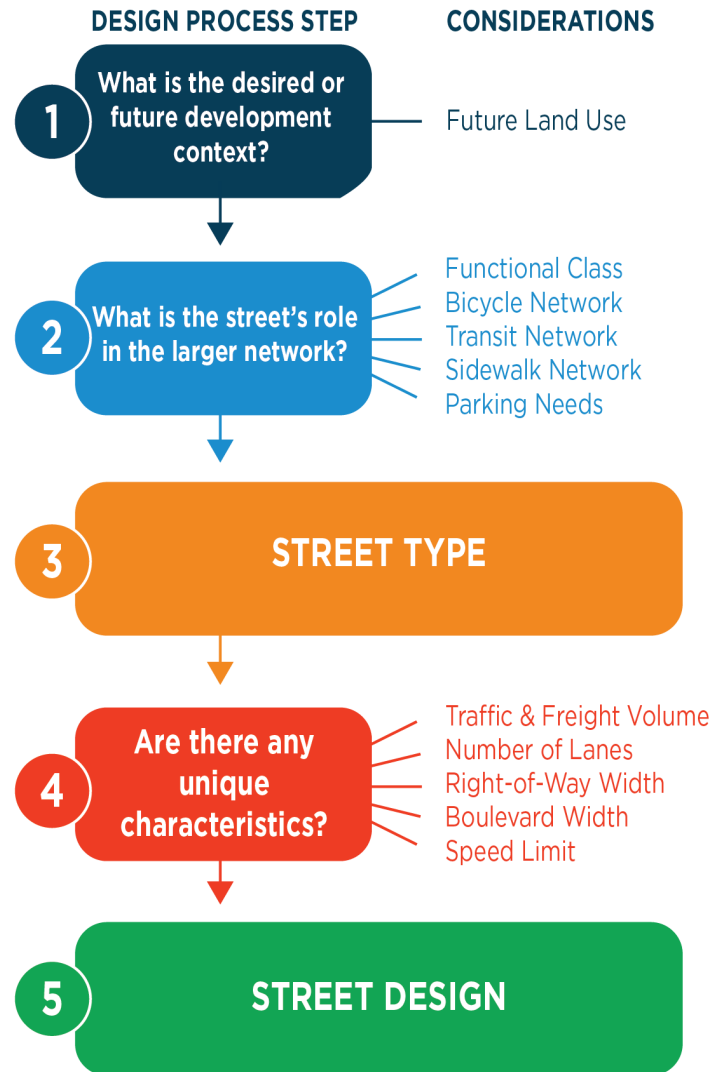 DESIGN PROCESS STEP
CONSIDERATIONS
1
What is the desired or
future development
context?
Future Land Use
2
What is the street's role
in the larger network?
Functional Class
Bicycle Network
Transit Network
Sidewalk Network
Parking Needs
3
STREET TYPE
4
Are there any
unique
characteristics?
Traffic & Freight Volume
Number of Lanes
Right-of-Way Width
Boulevard Width
Speed Limit
5
STREET DESIGN